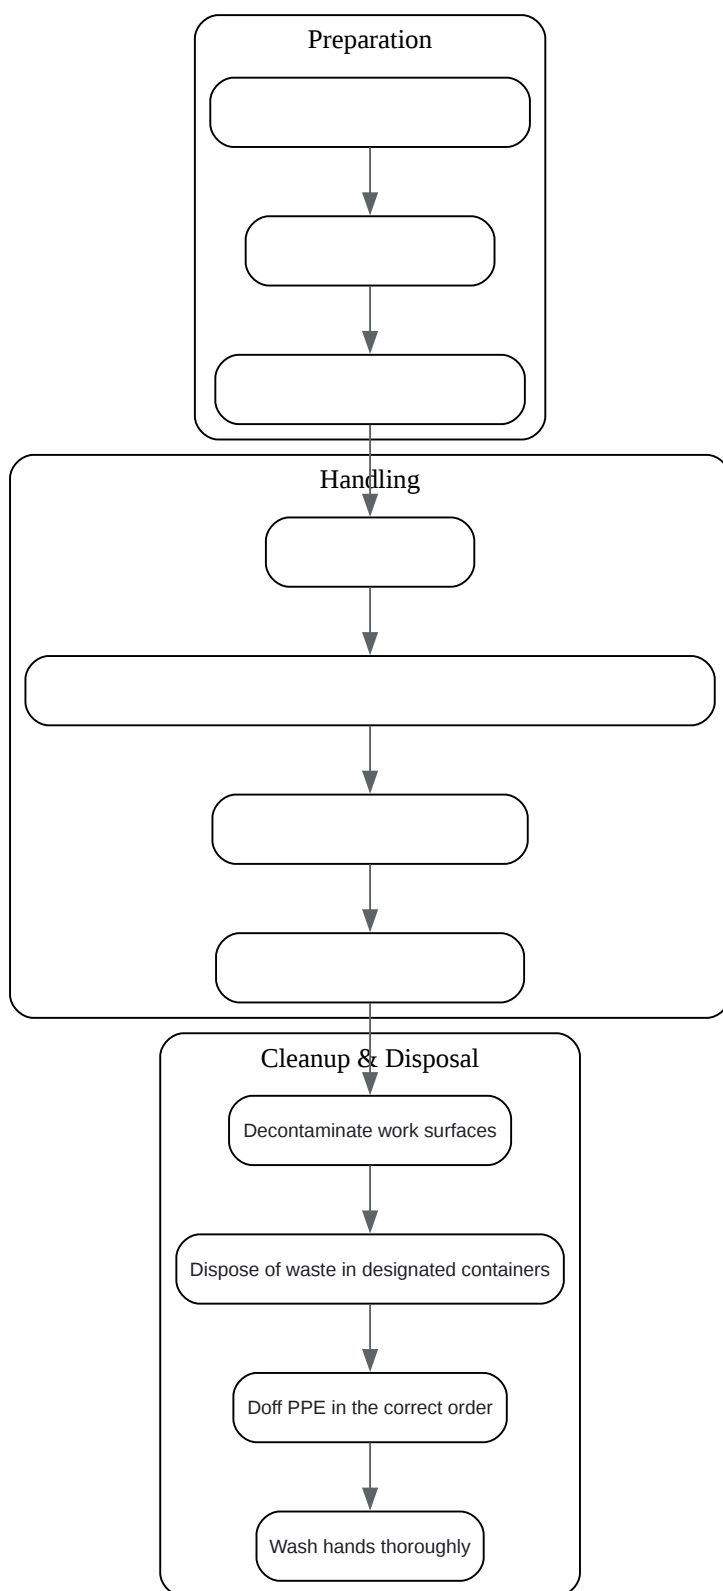 Preparation
Handling
Cleanup & Disposal
Decontaminate work surfaces
Dispose of waste in designated containers
Doff PPE in the correct order
Wash hands thoroughly